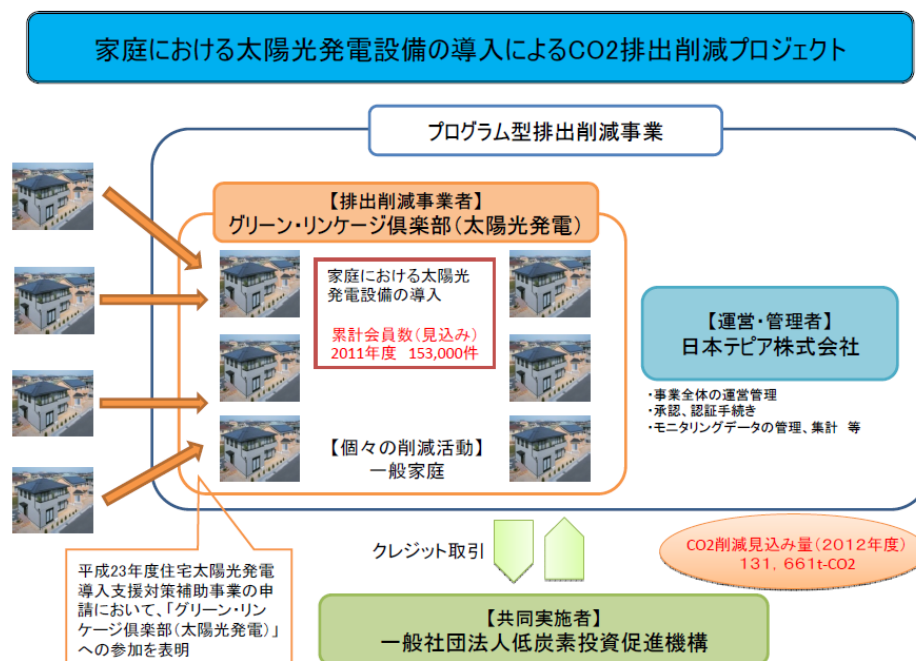 家庭における太陽光発電設備の導入によるCO2排出削減プロジェクト
プログラム型排出削減事業
【排出削減事業者】
グリーン・リンケージ倶楽部(太陽光発電)
家庭における太陽光
発電設備の導入
累計会員数(見込み)
2011年度 153,000件
【個々の削減活動】
一般家庭
【運営・管理者】
日本テピア株式会社
・事業全体の運営管理
・承認、認証手続き
・モニタリングデータの管理、集計 等
クレジット取引
CO2削減見込み量(2012年度)
131,661t-CO2
平成23年度住宅太陽光発電
導入支援対策補助事業の申
請において、「グリーン・リン
ケージ倶楽部(太陽光発電)」
への参加を表明
【共同実施者】
一般社団法人低炭素投資促進機構